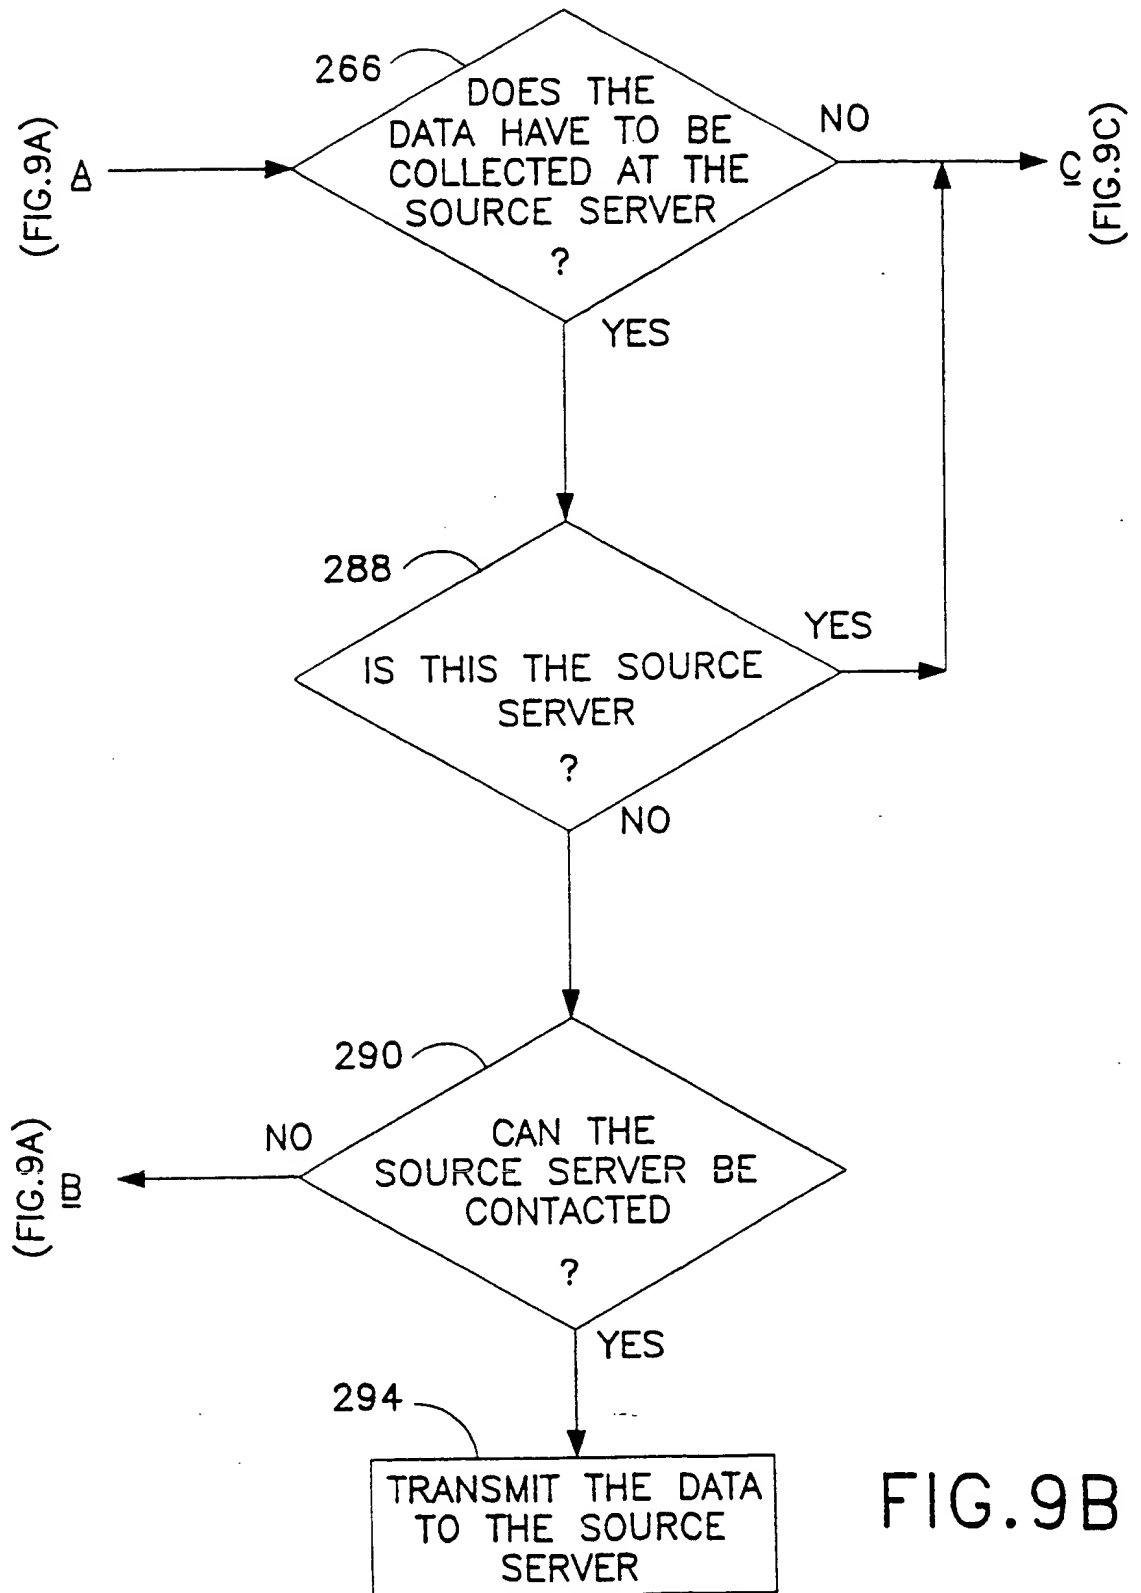 266
DOES THE
DATA HAVE TO BE
COLLECTED AT THE
SOURCE SERVER
?
NO
(FIG.9A)
A
C
(FIG.9C)
YES
288
IS THIS THE SOURCE
SERVER
?
YES
NO
290
CAN THE
SOURCE SERVER BE
CONTACTED
?
NO
(FIG.9A)
B
YES
294
TRANSMIT THE DATA
TO THE SOURCE
SERVER
FIG.9B